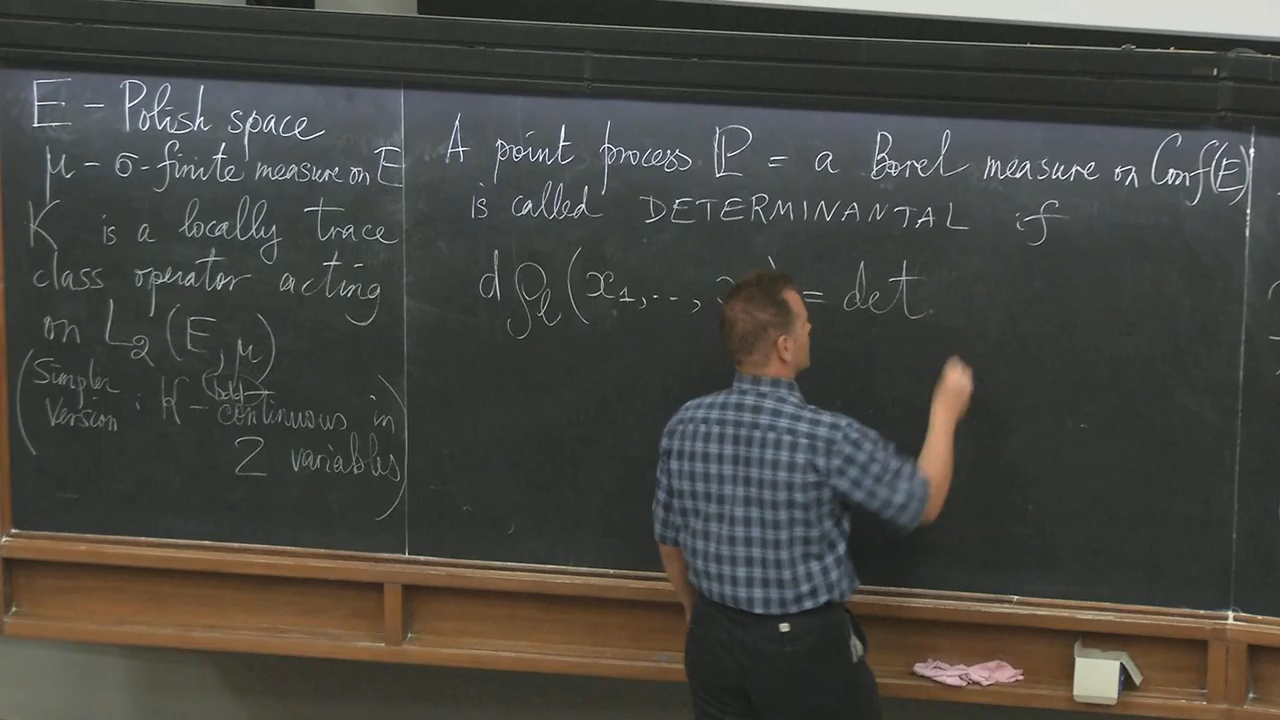 E – Polish space
μ – σ-finite measure on E
K is a locally trace
class operator acting
on L₂ (E, μ)
(Simpler
Version : K – continuous in
2 variables)
A point process ℙ = a Borel measure on Conf(E)
is called DETERMINANTAL if
dρₗ(x₁,..., ) = det